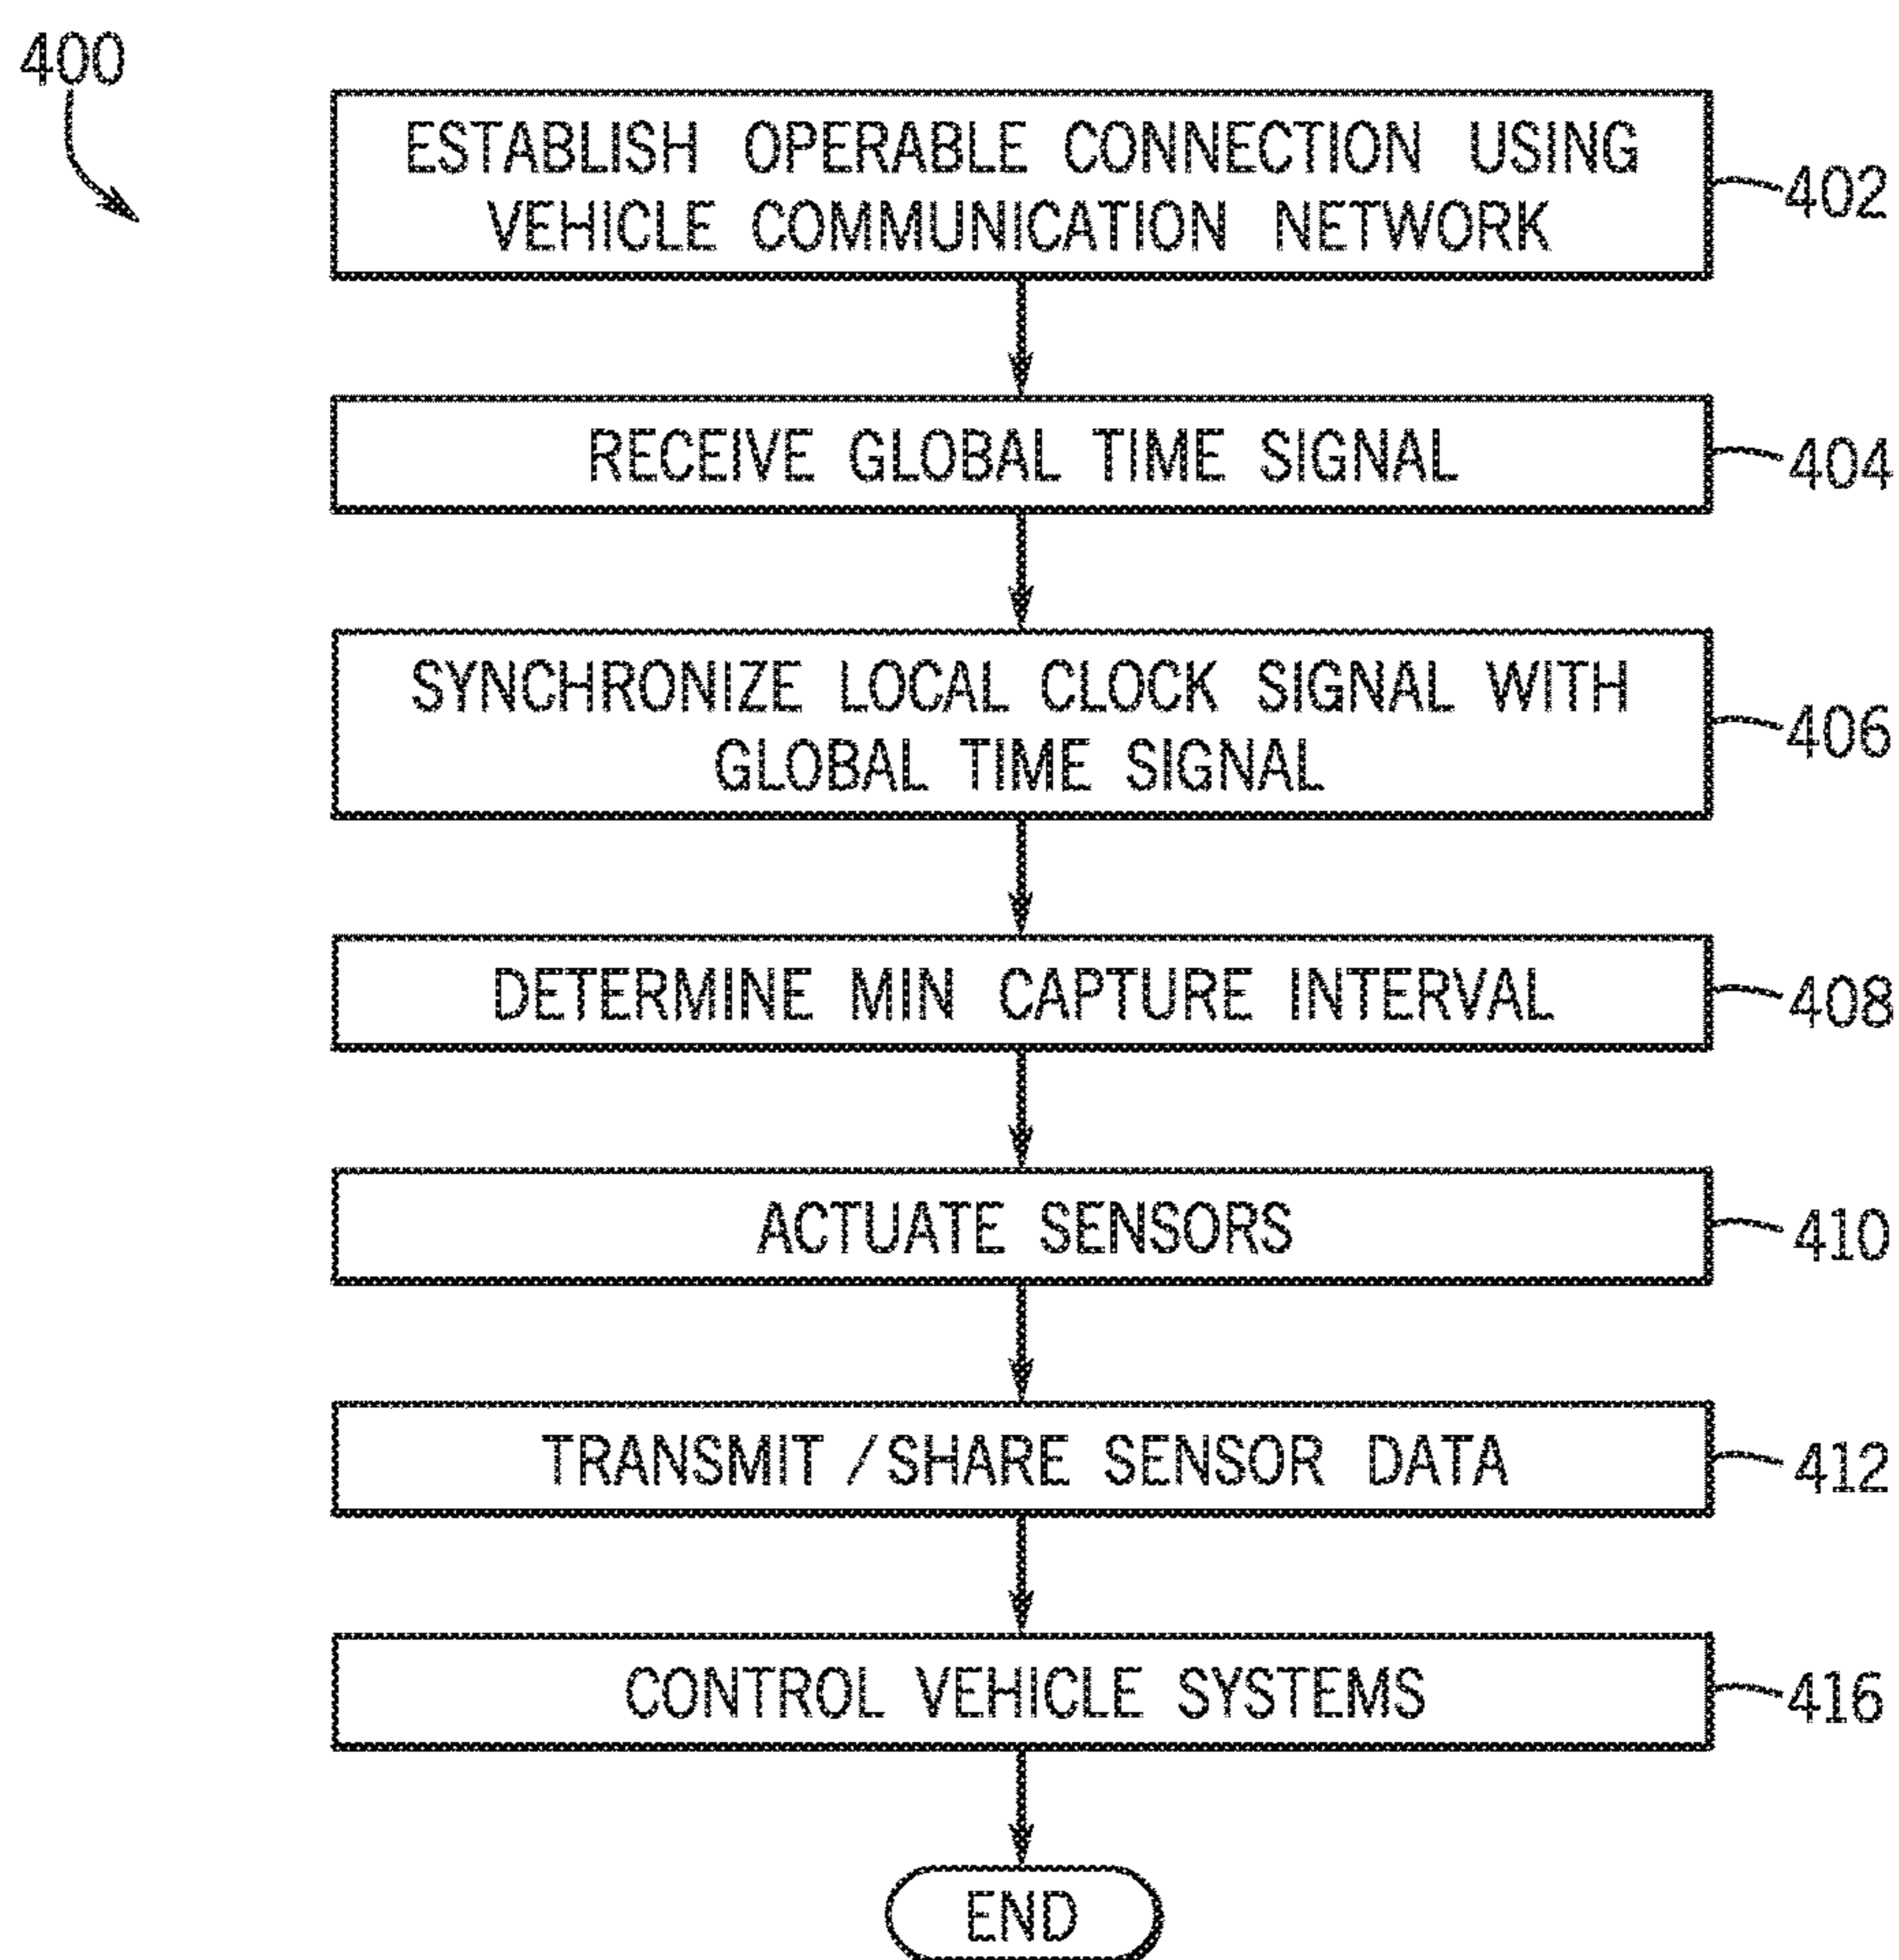 400
ESTABLISH OPERABLE CONNECTION USING
VEHICLE COMMUNICATION NETWORK
402
RECEIVE GLOBAL TIME SIGNAL
404
SYNCHRONIZE LOCAL CLOCK SIGNAL WITH
GLOBAL TIME SIGNAL
406
DETERMINE MIN CAPTURE INTERVAL
408
ACTUATE SENSORS
410
TRANSMIT /SHARE SENSOR DATA
412
CONTROL VEHICLE SYSTEMS
416
END